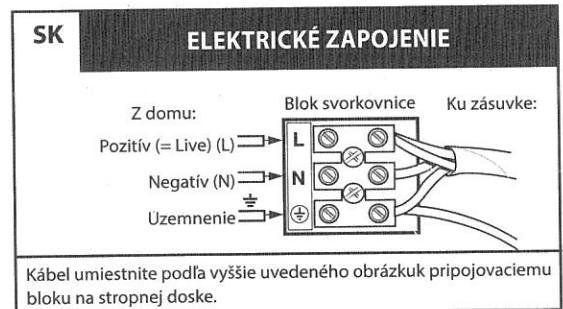 SK
ELEKTRICKÉ ZAPOJENIE
Z domu:
Blok svorkovnice
Ku zásuvke:
Pozitív (= Live) (L)
L
Negatív (N)
N
Uzemnenie
Kábel umiestnite podľa vyššie uvedeného obrázkuk pripojovaciemu
bloku na stropnej doske.